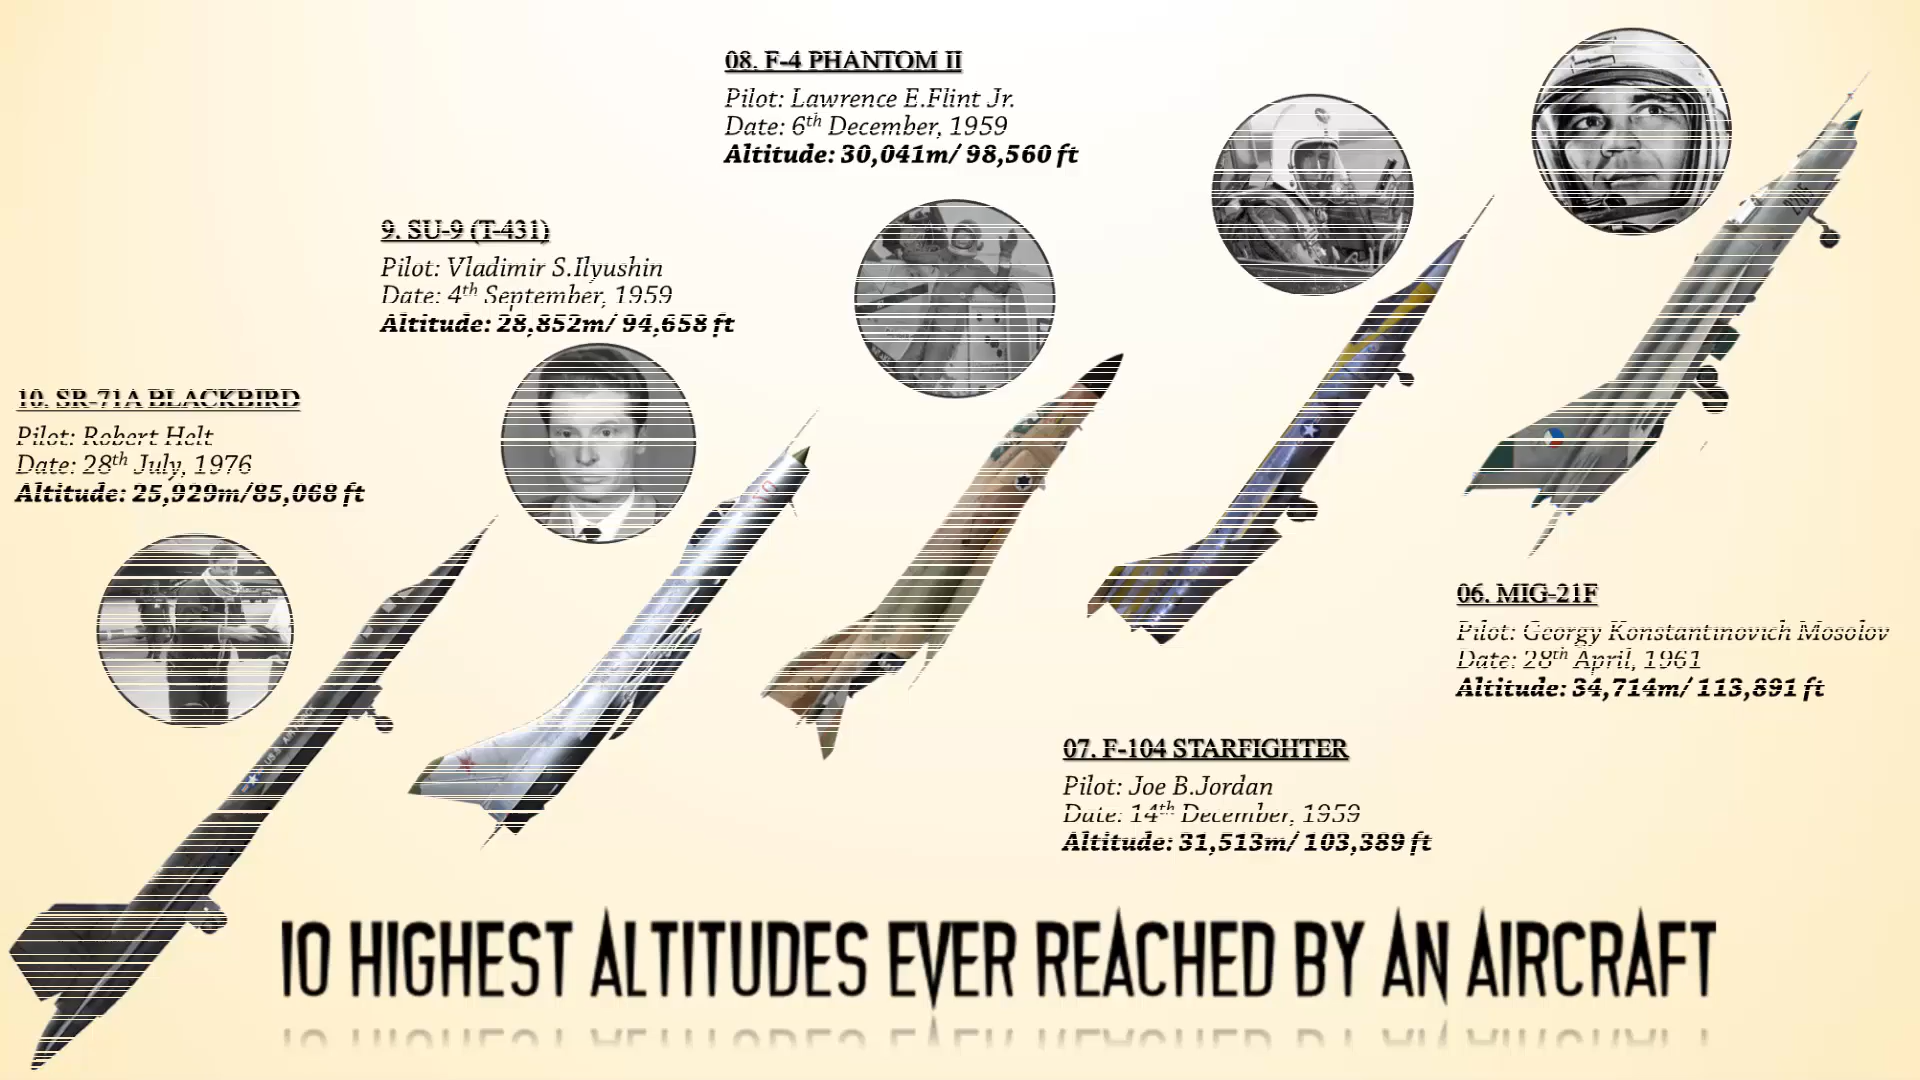 08. F-4 PHANTOM II
Pilot: Lawrence E.Flint Jr.
Date: 6th December, 1959
Altitude: 30,041m/ 98,560 ft
9. SU-9 (T-431)
Pilot: Vladimir S.Ilyushin
Date: 4th September, 1959
Altitude: 28,852m/ 94,658 ft
10. SR-71A BLACKBIRD
Pilot: Robert Helt
Date: 28th July, 1976
Altitude: 25,929m/85,068 ft
06. MIG-21F
Pilot: Georgy Konstantinovich Mosolov
Date: 28th April, 1961
Altitude: 34,714m/ 113,891 ft
07. F-104 STARFIGHTER
Pilot: Joe B.Jordan
Date: 14th December, 1959
Altitude: 31,513m/ 103,389 ft
10 HIGHEST ALTITUDES EVER REACHED BY AN AIRCRAFT